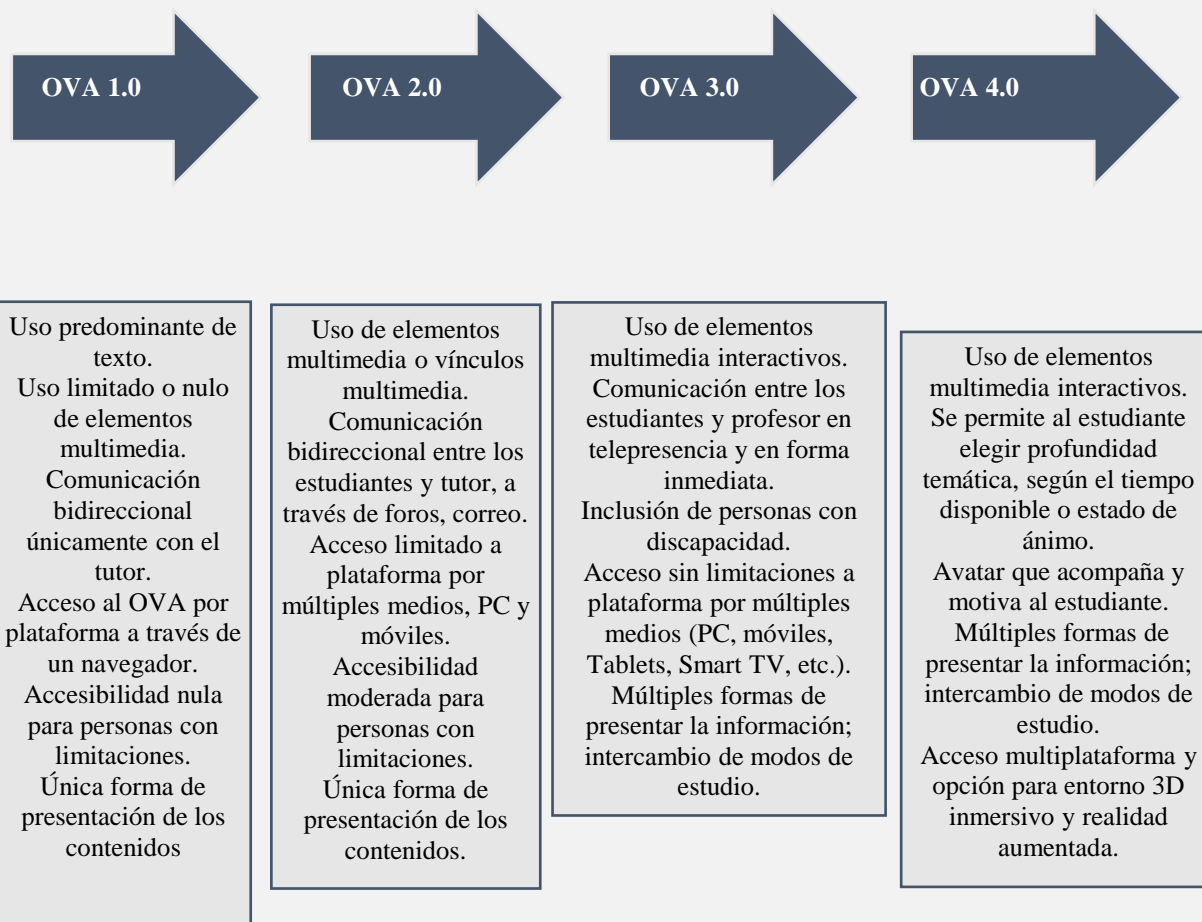 OVA 1.0
OVA 2.0
OVA 3.0
OVA 4.0
Uso predominante de
texto.
Uso limitado o nulo
de elementos
multimedia.
Comunicación
bidireccional
únicamente con el
tutor.
Acceso al OVA por
plataforma a través de
un navegador.
Accesibilidad nula
para personas con
limitaciones.
Única forma de
presentación de los
contenidos
Uso de elementos
multimedia o vínculos
multimedia.
Comunicación
bidireccional entre los
estudiantes y tutor, a
través de foros, correo.
Acceso limitado a
plataforma por
múltiples medios, PC y
móviles.
Accesibilidad
moderada para
personas con
limitaciones.
Única forma de
presentación de los
contenidos.
Uso de elementos
multimedia interactivos.
Comunicación entre los
estudiantes y profesor en
telepresencia y en forma
inmediata.
Inclusión de personas con
discapacidad.
Acceso sin limitaciones a
plataforma por múltiples
medios (PC, móviles,
Tablets, Smart TV, etc.).
Múltiples formas de
presentar la información;
intercambio de modos de
estudio.
Uso de elementos
multimedia interactivos.
Se permite al estudiante
elegir profundidad
temática, según el tiempo
disponible o estado de
ánimo.
Avatar que acompaña y
motiva al estudiante.
Múltiples formas de
presentar la información;
intercambio de modos de
estudio.
Acceso multiplataforma y
opción para entorno 3D
inmersivo y realidad
aumentada.